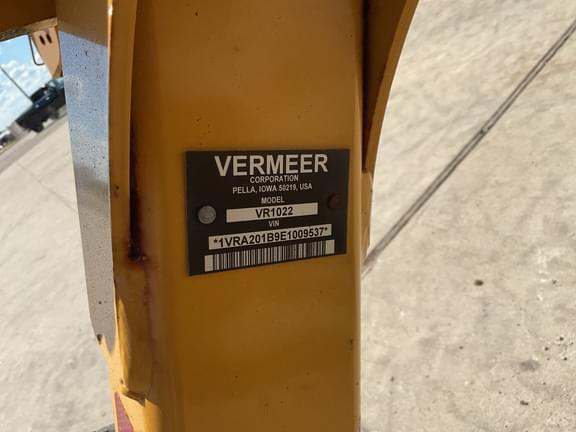 VERMEER
CORPORATION
PELLA, IOWA 50219, USA
MODEL
VR1022
VIN
*1VRA201B9E1009537*